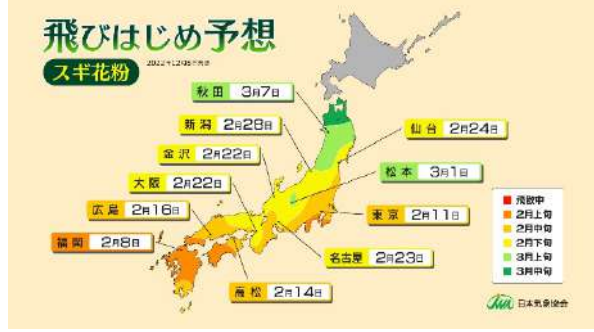 飛びはじめ予想
スギ花粉
秋田 3月7日
新潟 2月28日
仙台 2月24日
金沢 2月22日
大阪 2月22日
松本 3月1日
広島 2月16日
東京 2月11日
福岡 2月8日
名古屋 2月23日
高松 2月14日
飛散中
2月上旬
2月中旬
2月下旬
3月上旬
3月中旬
日本気象協会